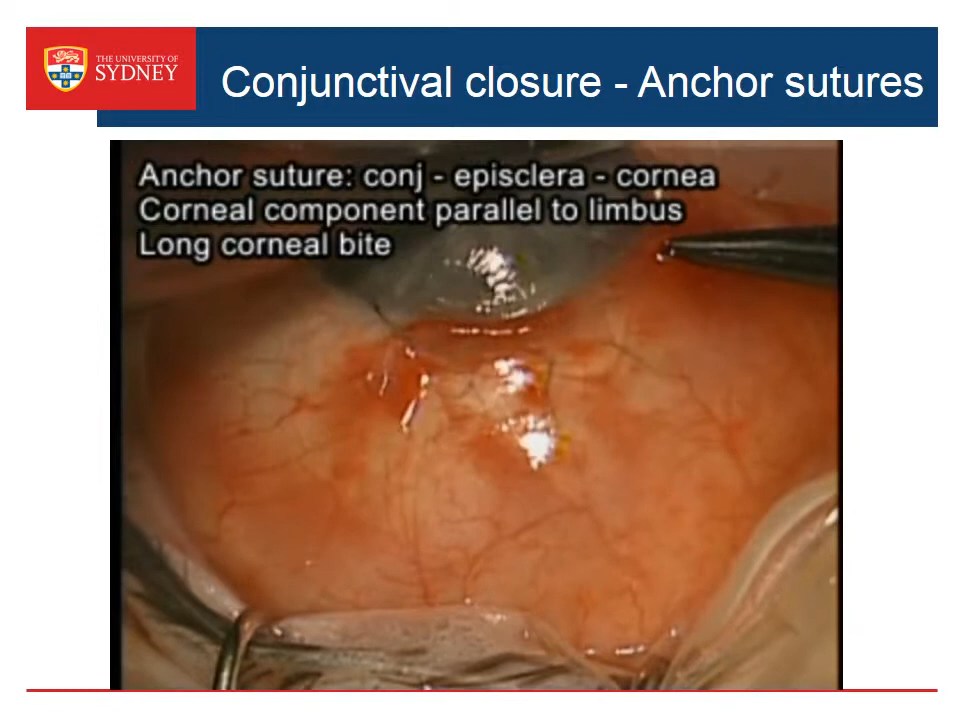 THE UNIVERSITY OF
SYDNEY
Conjunctival closure - Anchor sutures
Anchor suture: conj - episclera - cornea
Corneal component parallel to limbus
Long corneal bite